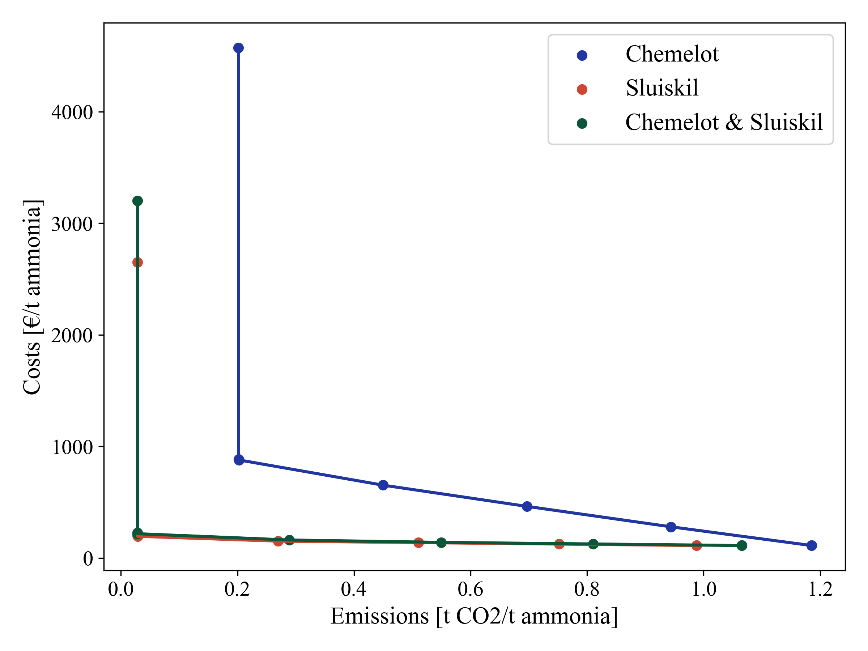 Chemelot
Sluiskil
Chemelot & Sluiskil
4000
3000
2000
1000
0
Costs [€/t ammonia]
0.0 0.2 0.4 0.6 0.8 1.0 1.2
Emissions [t CO2/t ammonia]